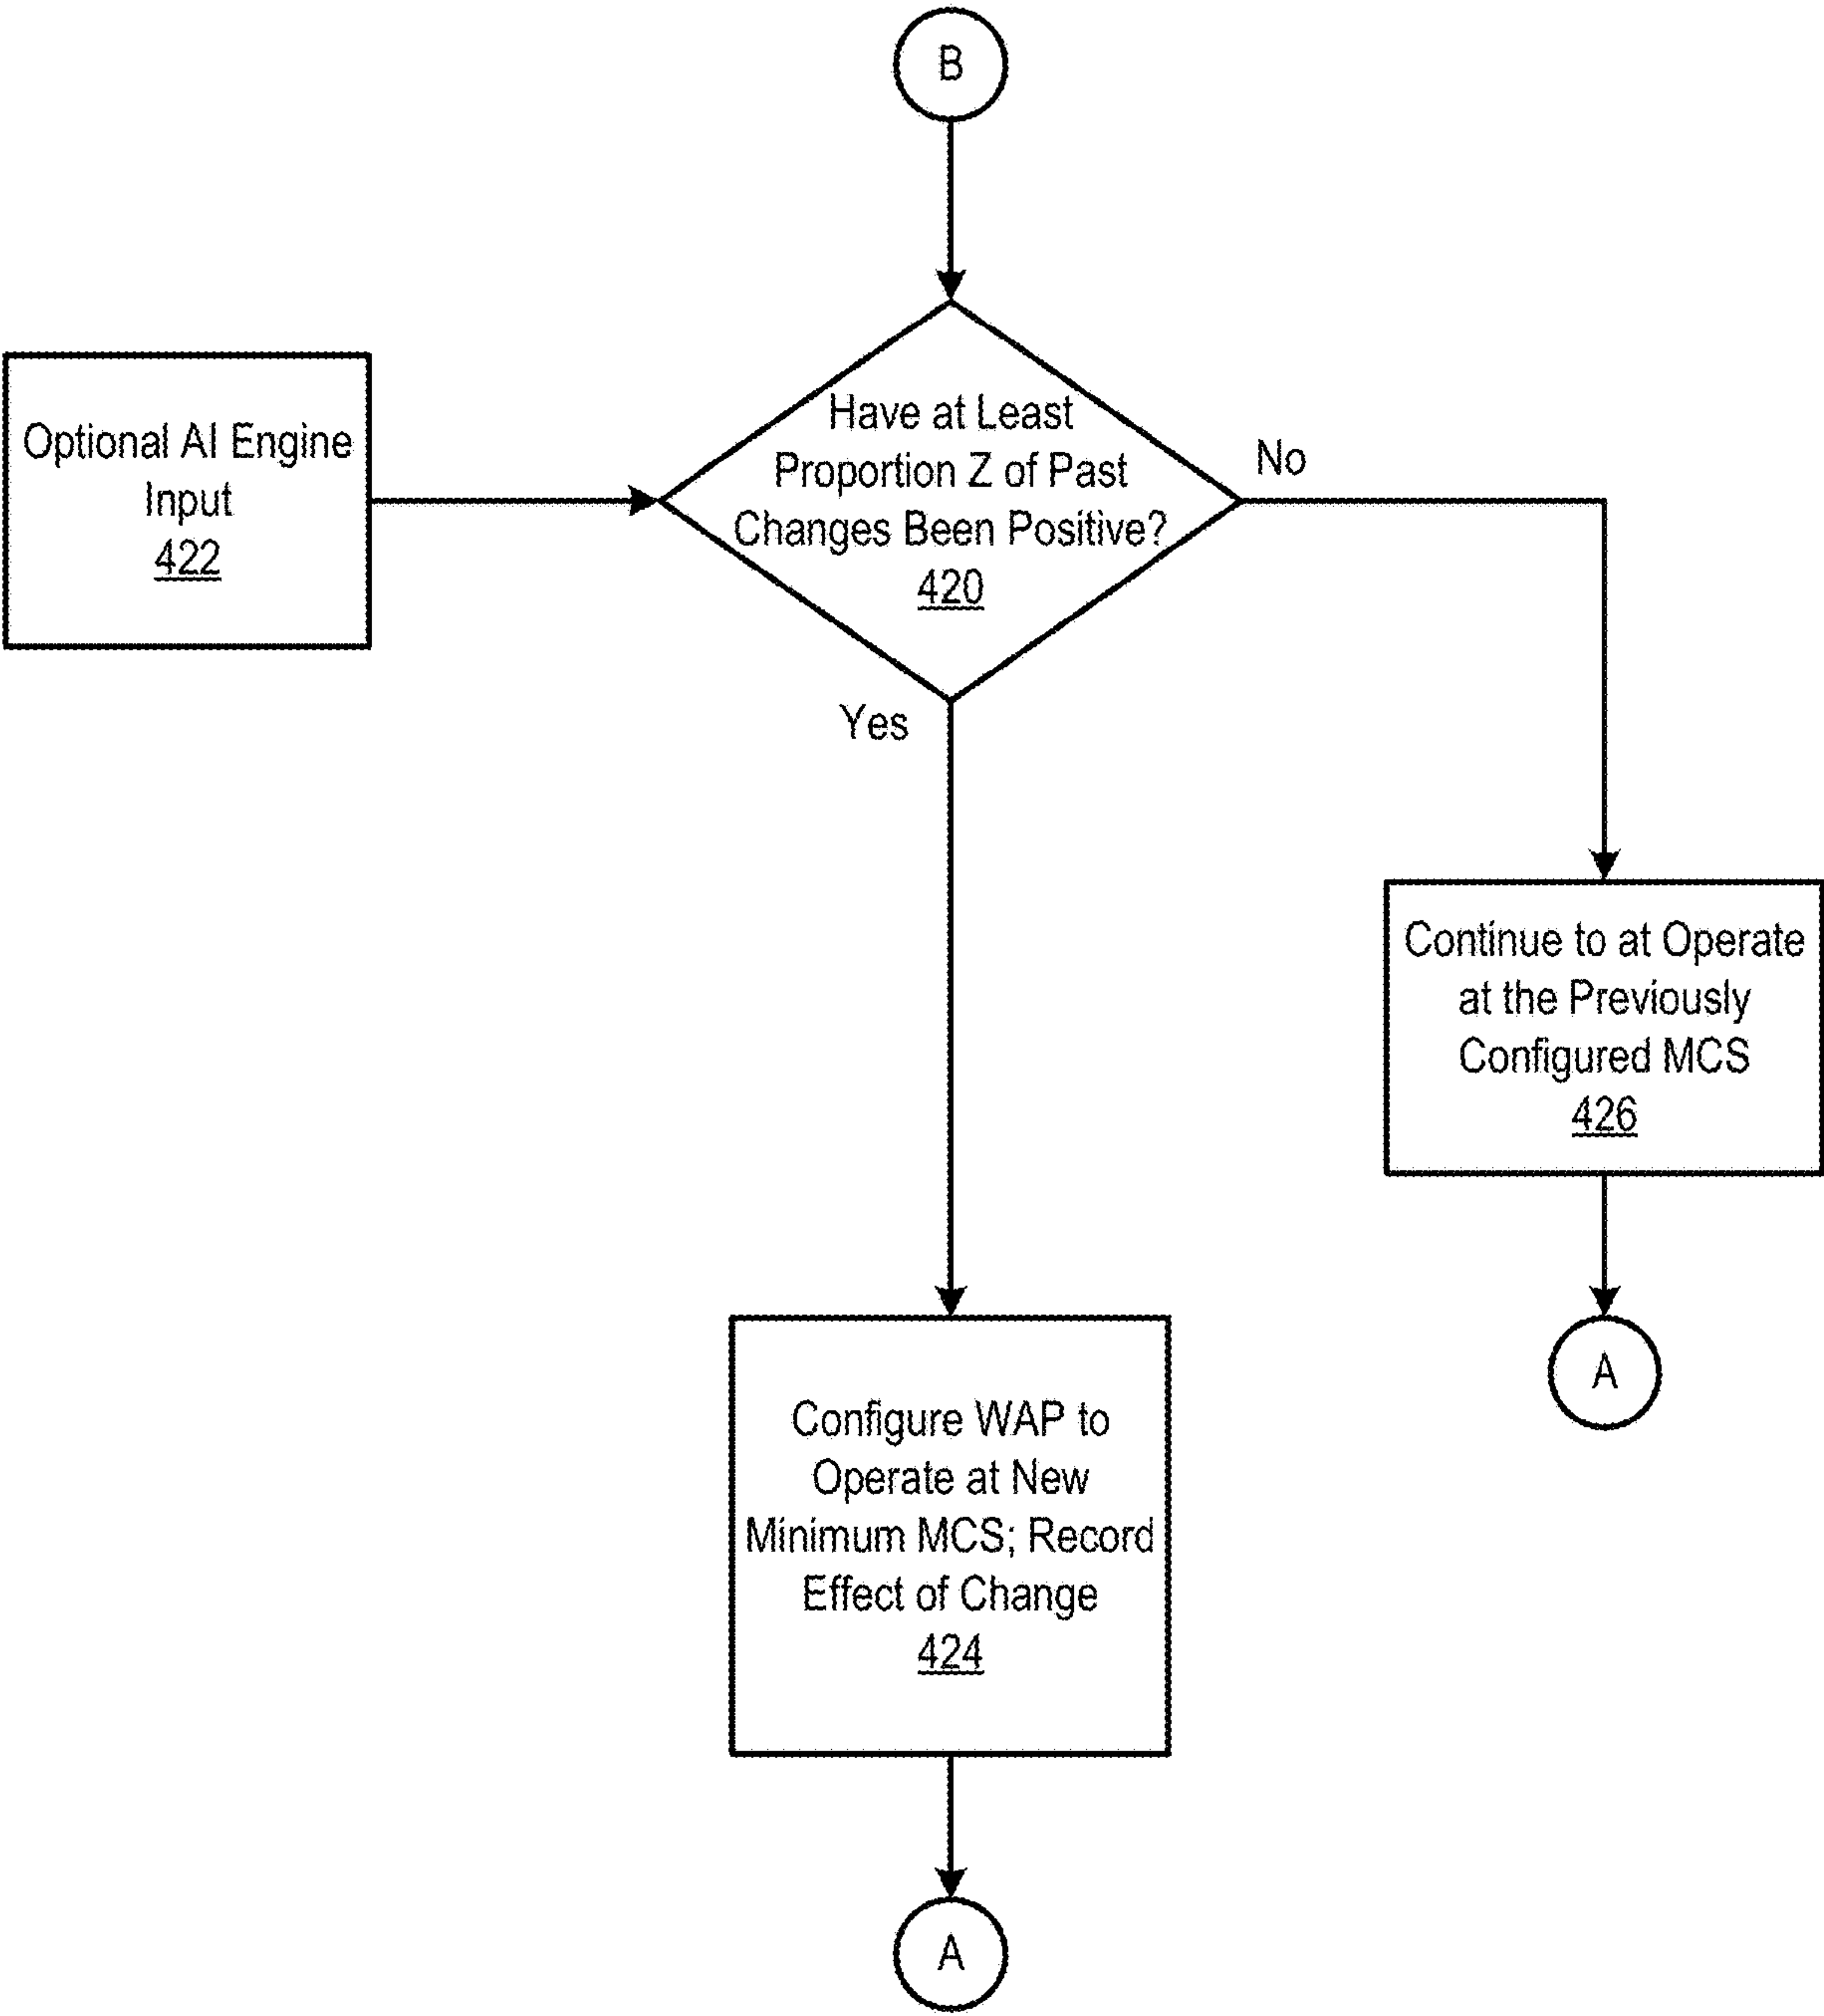 B
Optional AI Engine
Input
422
Have at Least
Proportion Z of Past
Changes Been Positive?
420
No
Yes
Continue to at Operate
at the Previously
Configured MCS
426
A
Configure WAP to
Operate at New
Minimum MCS; Record
Effect of Change
424
A